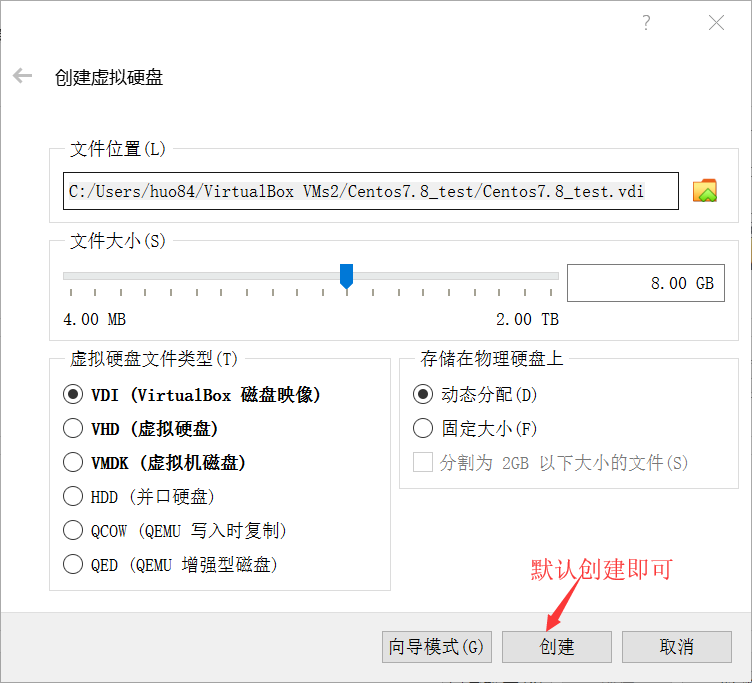 ?
创建虚拟硬盘
文件位置(L)
C:/Users/huo84/VirtualBox VMs2/Centos7.8_test/Centos7.8_test.vdi
文件大小(S)
8.00 GB
4.00 MB 2.00 TB
虚拟硬盘文件类型(T) 存储在物理硬盘上
VDI (VirtualBox 磁盘映像) 动态分配(D)
VHD (虚拟硬盘) 固定大小(F)
VMDK (虚拟机磁盘) 分割为 2GB 以下大小的文件(S)
HDD (并口硬盘)
QCOW (QEMU 写入时复制)
QED (QEMU 增强型磁盘)
默认创建即可
向导模式(G) 创建 取消